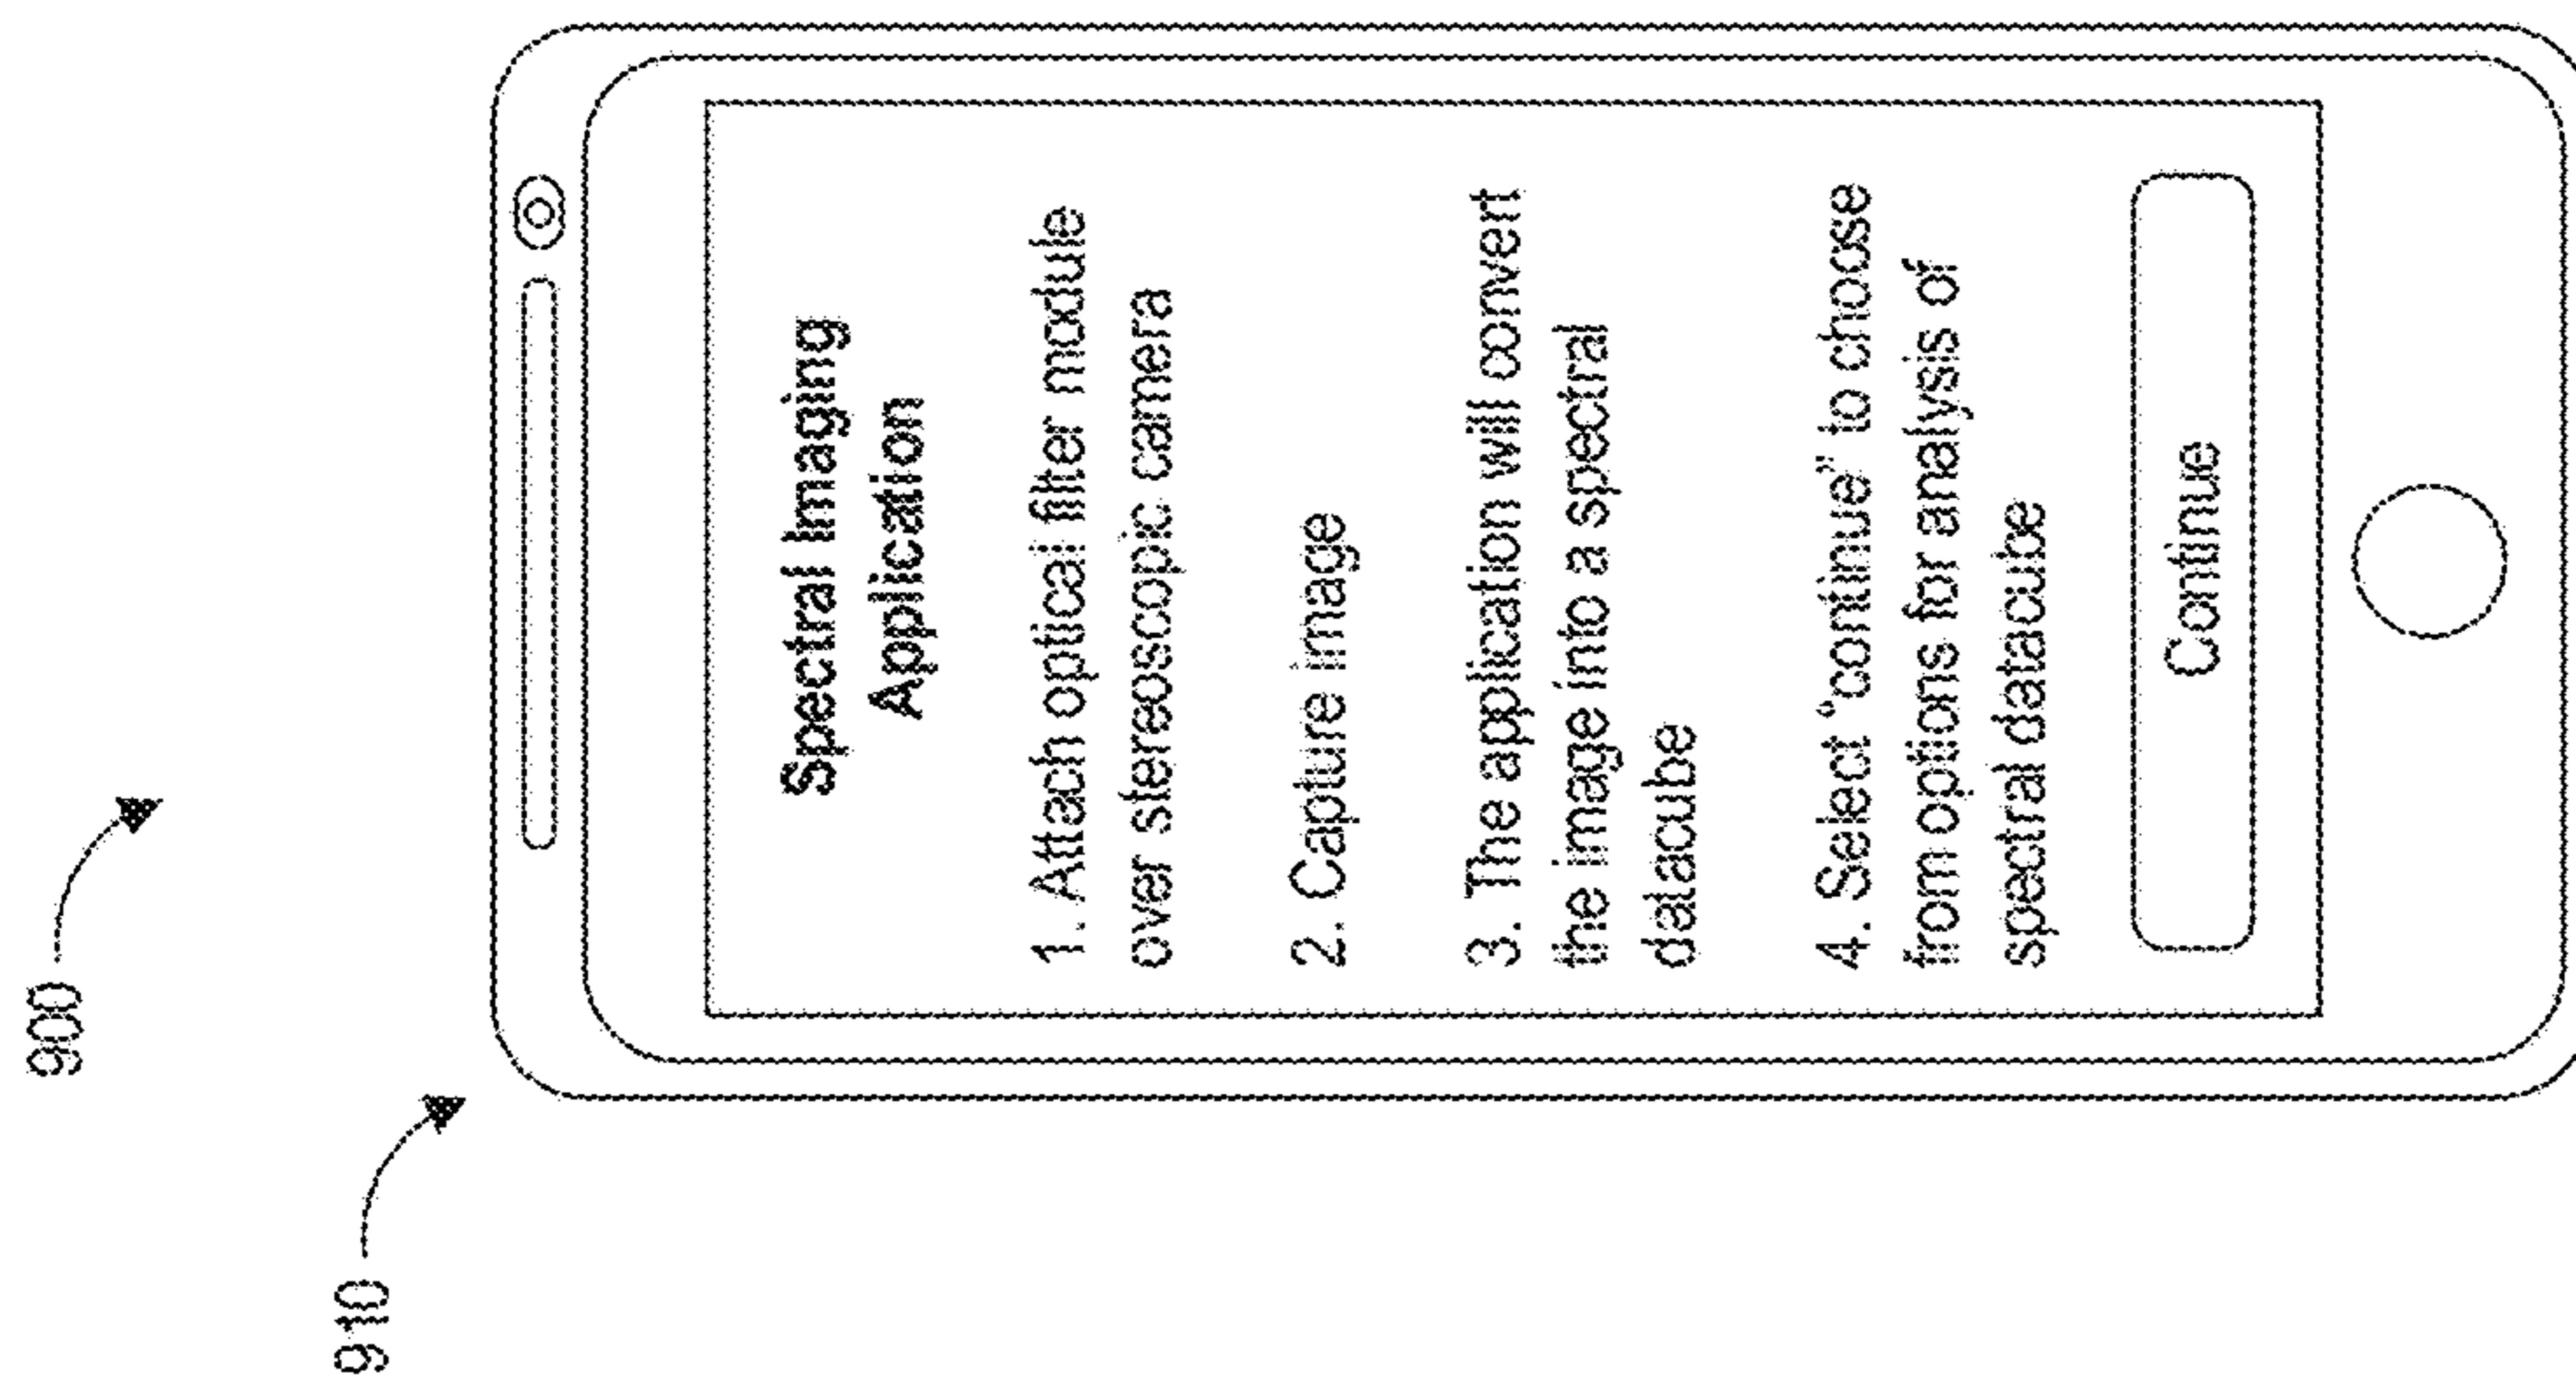 900
910
Spectral Imaging
Application
1. Attach optical filter module
over stereoscopic camera
2. Capture image
3. The application will convert
the image into a spectral
datacube
4. Select “continue” to choose
from options for analysis of
spectral datacube
Continue